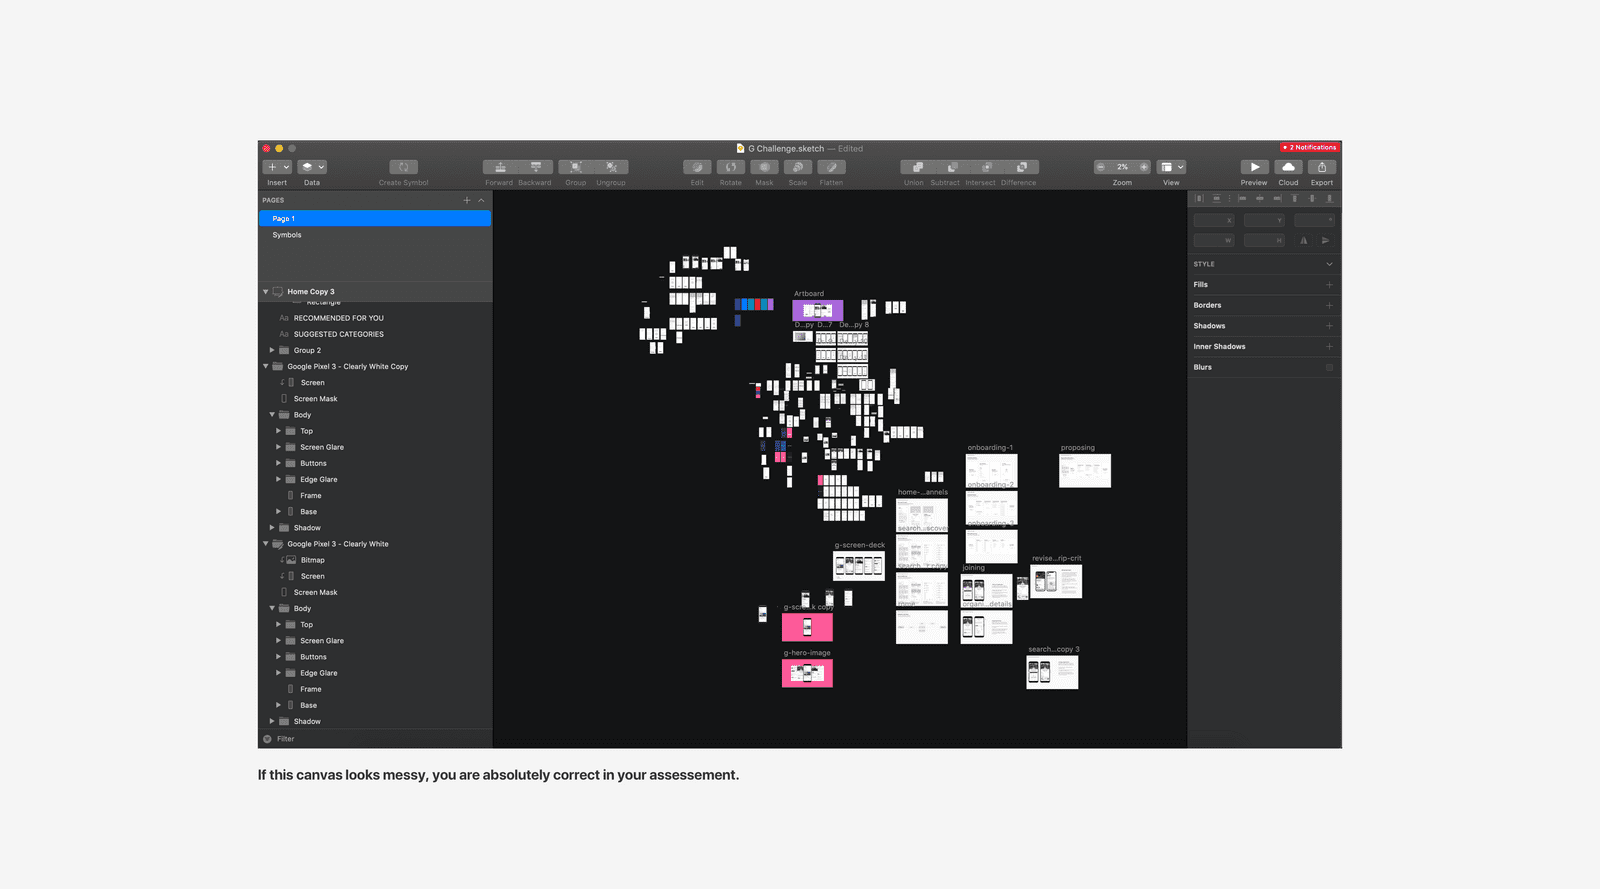 G Challenge.sketch — Edited
2 Notifications
Insert
Data
Create Symbol
Forward
Backward
Group
Ungroup
Edit
Rotate
Mask
Scale
Flatten
Union
Subtract
Intersect
Difference
2%
Zoom
View
Preview
Cloud
Export
PAGES
Page 1
Symbols
Home Copy 3
Rectangle
Aa RECOMMENDED FOR YOU
Aa SUGGESTED CATEGORIES
Group 2
Google Pixel 3 - Clearly White Copy
Screen
Screen Mask
Body
Top
Screen Glare
Buttons
Edge Glare
Frame
Base
Shadow
Google Pixel 3 - Clearly White
Bitmap
Screen
Screen Mask
Body
Top
Screen Glare
Buttons
Edge Glare
Frame
Base
Shadow
Filter
Artboard
D...py D...7 De...py 8
onboarding-1
onboarding-2
onboarding-3
proposing
home-...annels
search...scover
g-screen-deck
joining
revise...rip-crit
organi...details
g-scre...k copy
g-hero-image
search...copy 3
X
Y
°
W
H
STYLE
Fills
Borders
Shadows
Inner Shadows
Blurs
If this canvas looks messy, you are absolutely correct in your assessement.